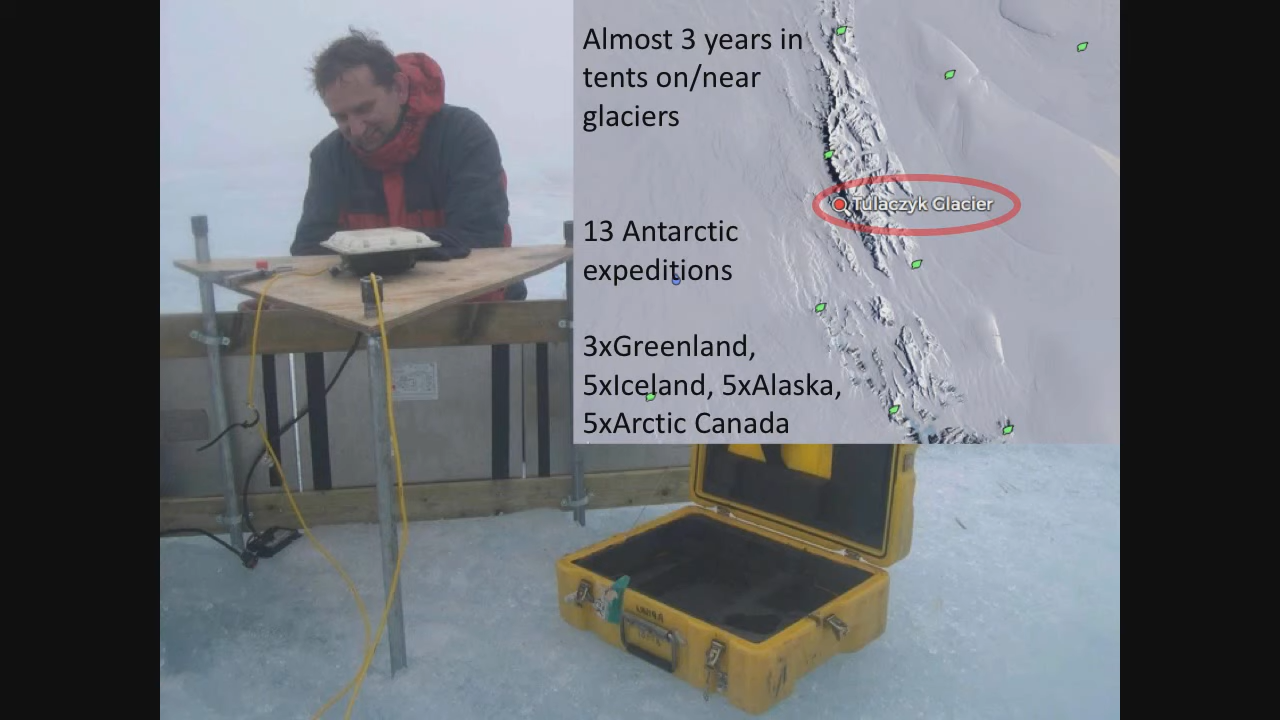 Almost 3 years in
tents on/near
glaciers
Tulaczyk Glacier
13 Antarctic
expeditions
3xGreenland,
5xIceland, 5xAlaska,
5xArctic Canada